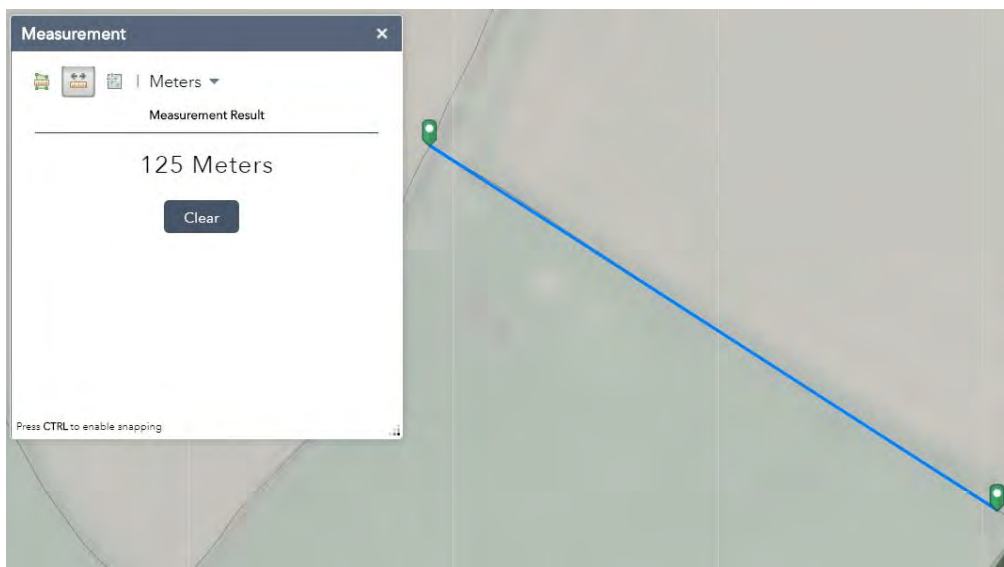 Measurement
| Meters
Measurement Result
125 Meters
Clear
Press CTRL to enable snapping